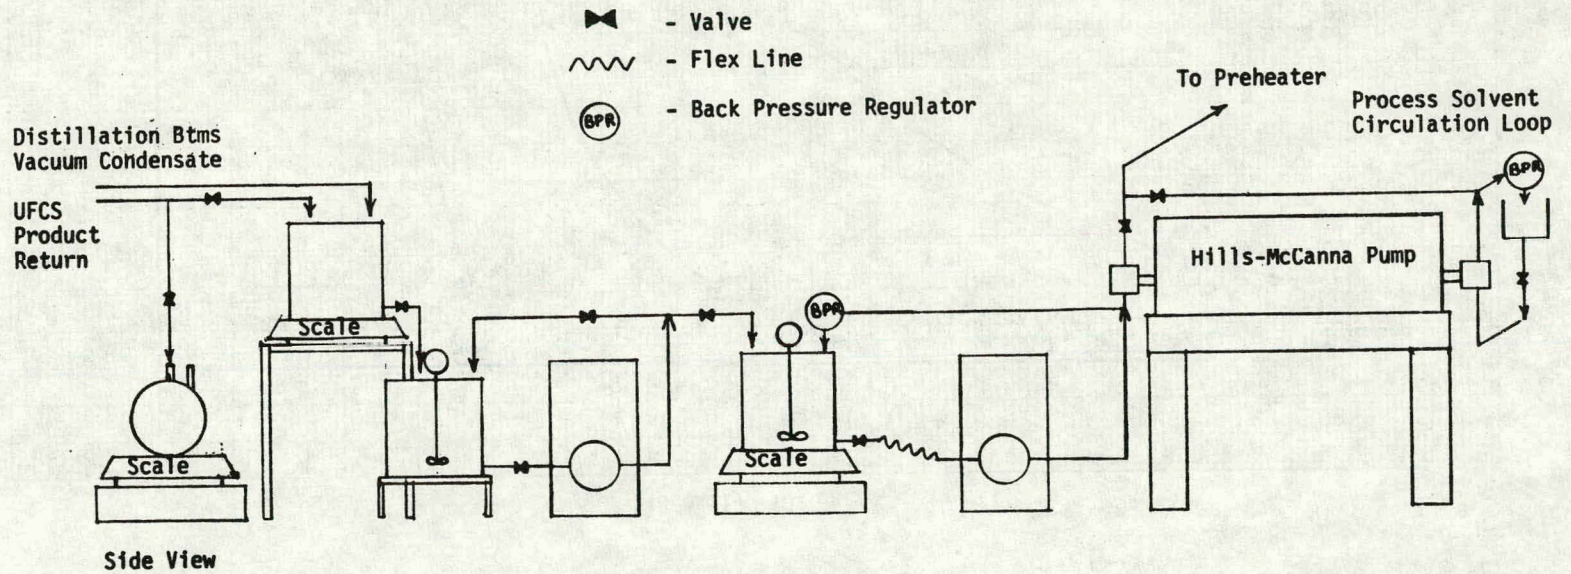 - Valve
- Flex Line
BPR - Back Pressure Regulator
To Preheater
Process Solvent
Circulation Loop
BPR
Distillation Btms
Vacuum Condensate
UFCS
Product
Return
Hills-McCanna Pump
BPR
Scale
Scale
Scale
Side View